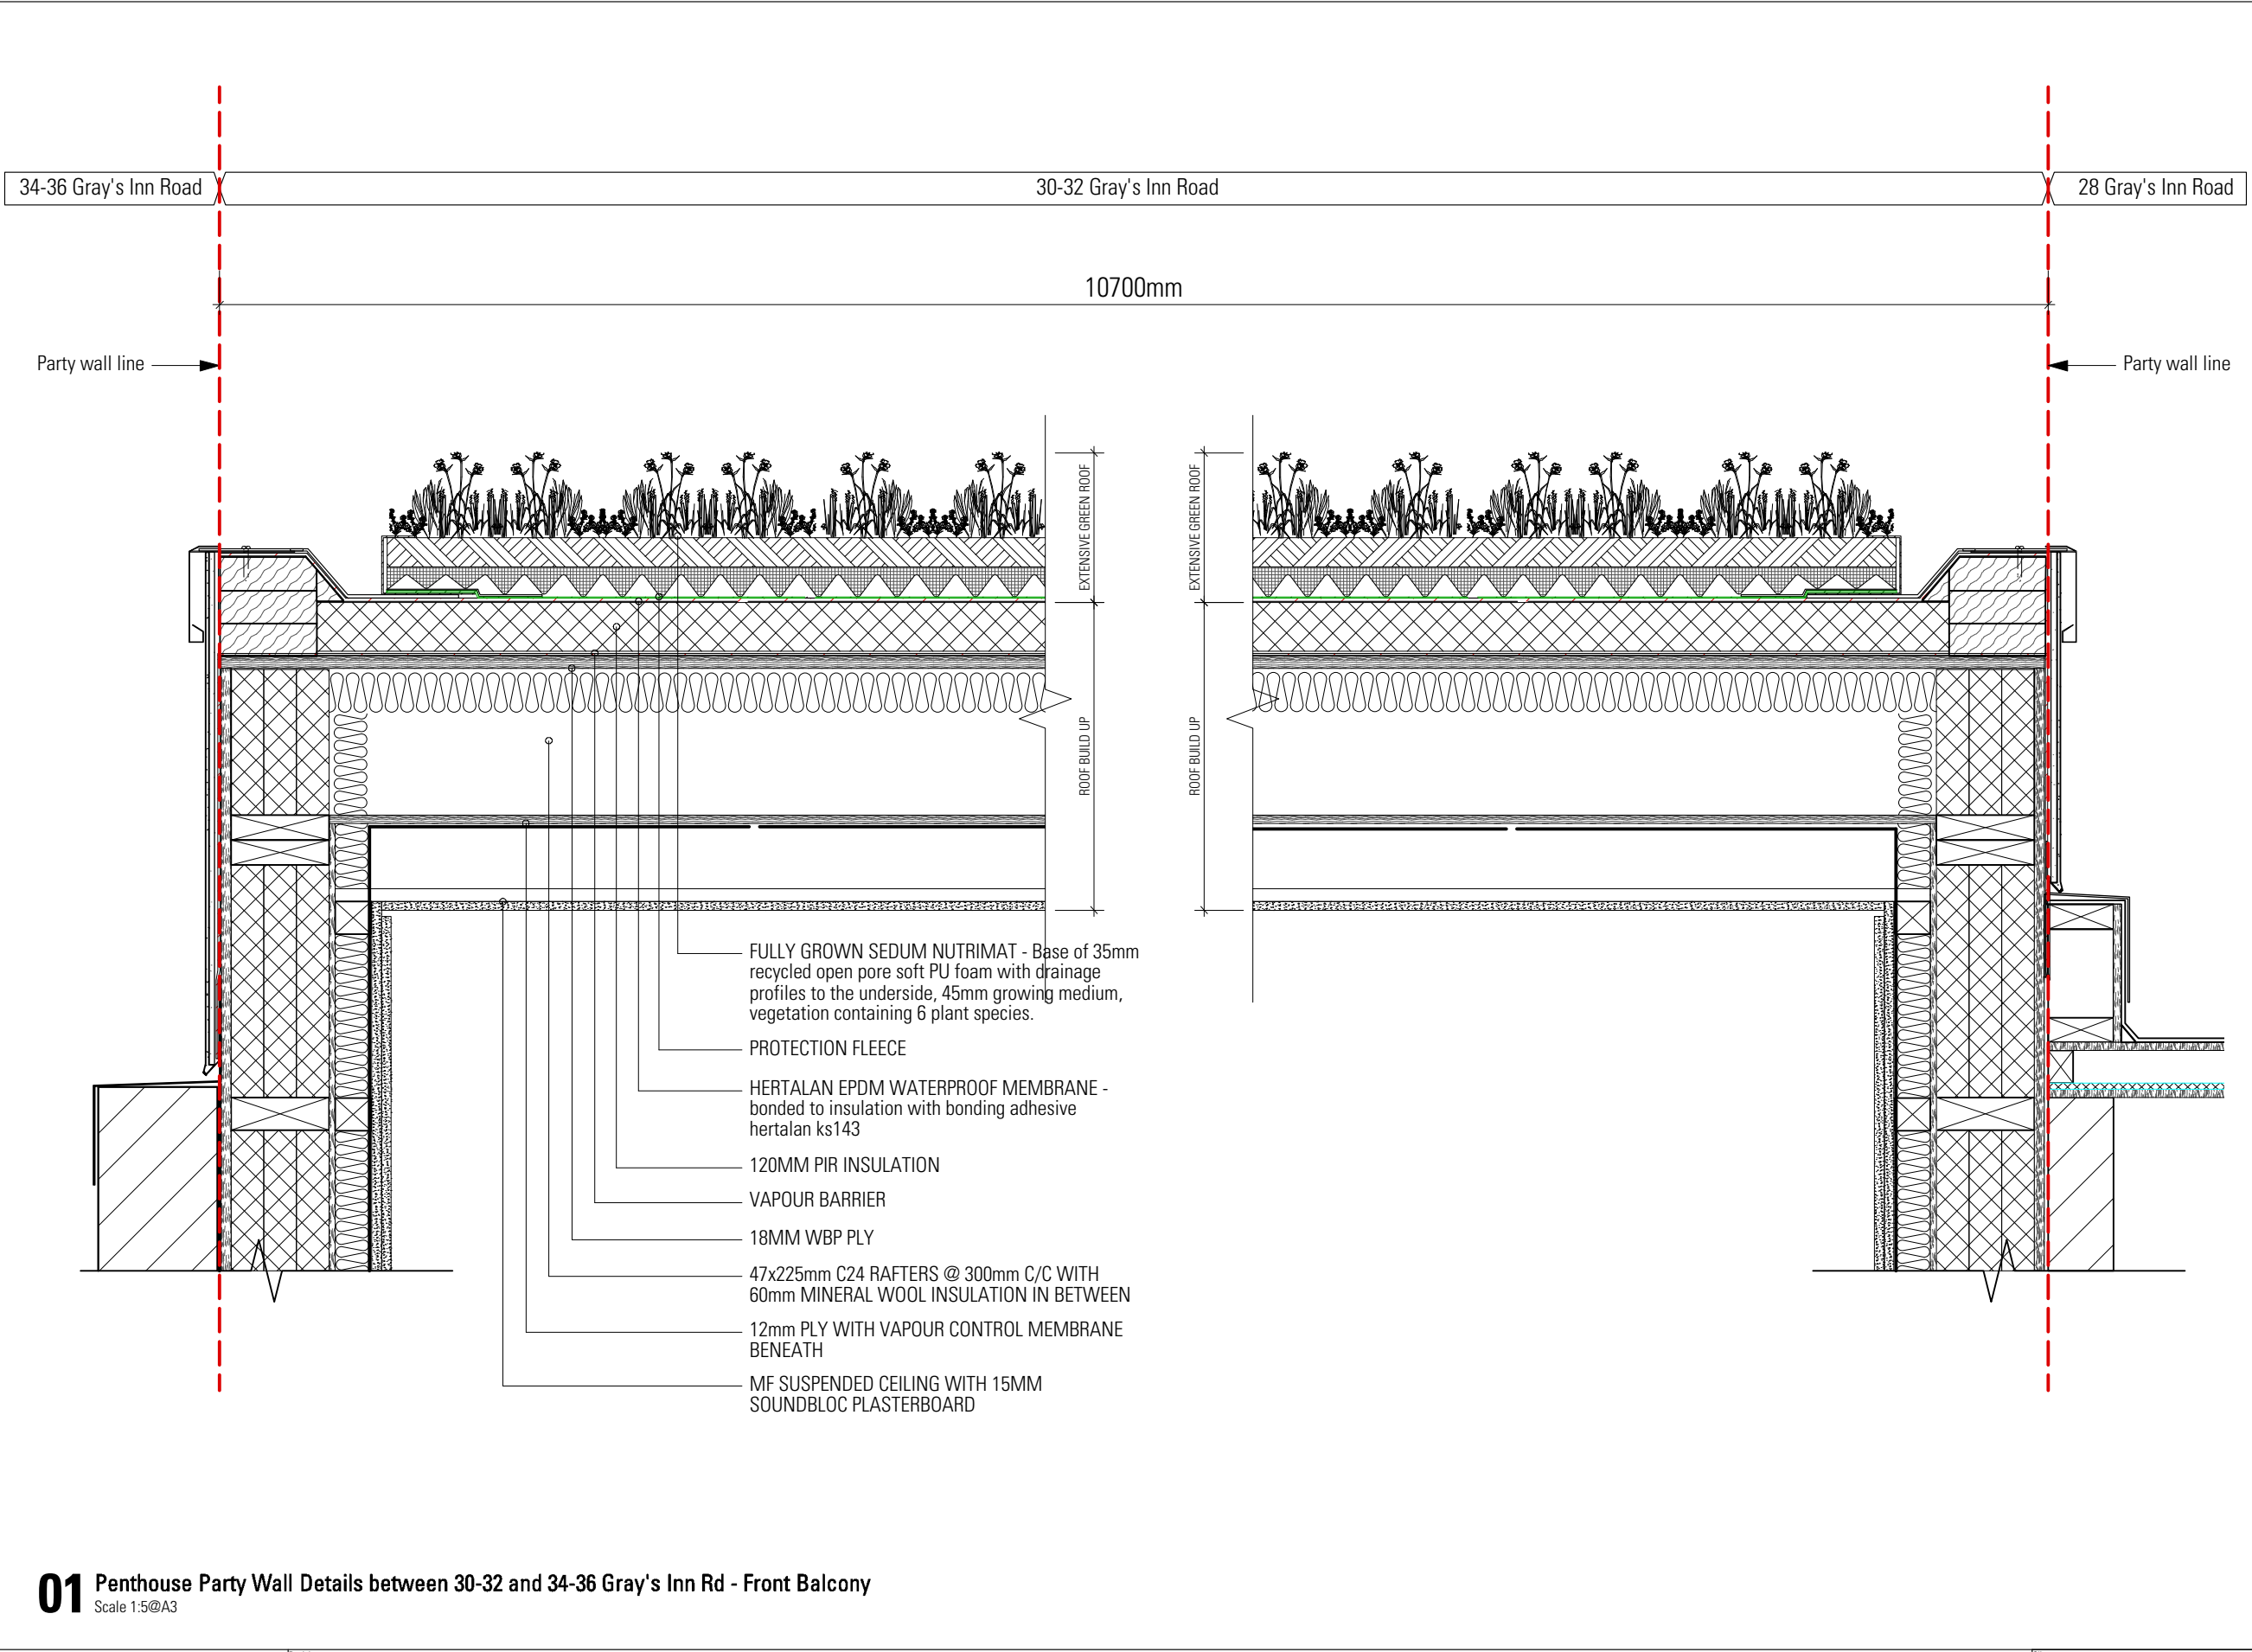 34-36 Gray's Inn Road
30-32 Gray's Inn Road
28 Gray's Inn Road
10700mm
Party wall line
Party wall line
EXTENSIVE GREEN ROOF
EXTENSIVE GREEN ROOF
ROOF BUILD UP
ROOF BUILD UP
FULLY GROWN SEDUM NUTRIMAT - Base of 35mm
recycled open pore soft PU foam with drainage
profiles to the underside, 45mm growing medium,
vegetation containing 6 plant species.
PROTECTION FLEECE
HERTALAN EPDM WATERPROOF MEMBRANE -
bonded to insulation with bonding adhesive
hertalan ks143
120MM PIR INSULATION
VAPOUR BARRIER
18MM WBP PLY
47x225mm C24 RAFTERS @ 300mm C/C WITH
60mm MINERAL WOOL INSULATION IN BETWEEN
12mm PLY WITH VAPOUR CONTROL MEMBRANE
BENEATH
MF SUSPENDED CEILING WITH 15MM
SOUNDBLOC PLASTERBOARD
01 Penthouse Party Wall Details between 30-32 and 34-36 Gray's Inn Rd - Front Balcony
Scale 1:5@A3